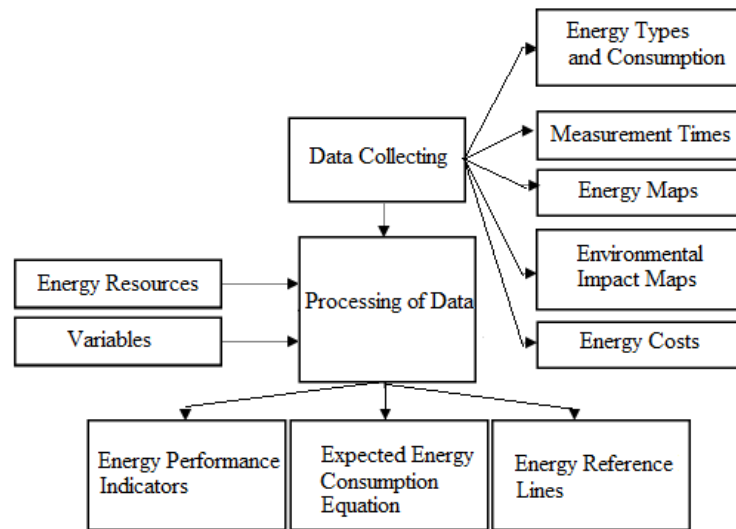 Energy Types
and Consumption
Data Collecting
Measurement Times
Energy Maps
Environmental
Impact Maps
Energy Costs
Energy Resources
Variables
Processing of Data
Energy Performance
Indicators
Expected Energy
Consumption
Equation
Energy Reference
Lines